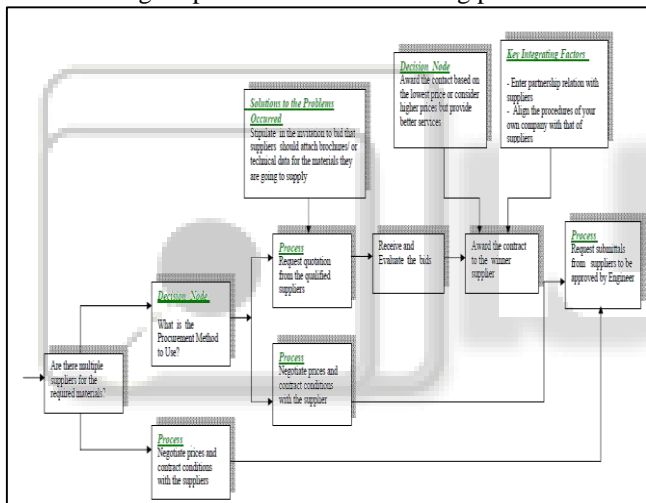 Decision Node
Award the contract based on
the lowest price or consider
higher prices but provide
better services
Key Integrating Factors
- Enter partnership relation with
suppliers
- Align the procedures of your
own company with that of
suppliers
Solutions to the Problems
Occurred
Stipulate in the invitation to bid that
suppliers should attach brochures/ or
technical data for the materials they
are going to supply
Process
Request quotation
from the qualified
suppliers
Receive and
Evaluate the bids
Award the contract
to the winner
supplier
Process
Request submittals
from suppliers to be
approved by Engineer
Decision Node
What is the
Procurement Method
to Use?
Process
Negotiate prices and
contract conditions
with the supplier
Are there multiple
suppliers for the
required materials?
Process
Negotiate prices and
contract conditions
with the suppliers